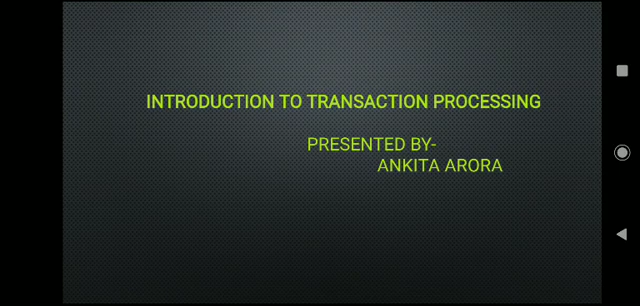 INTRODUCTION TO TRANSACTION PROCESSING
PRESENTED BY-
ANKITA ARORA